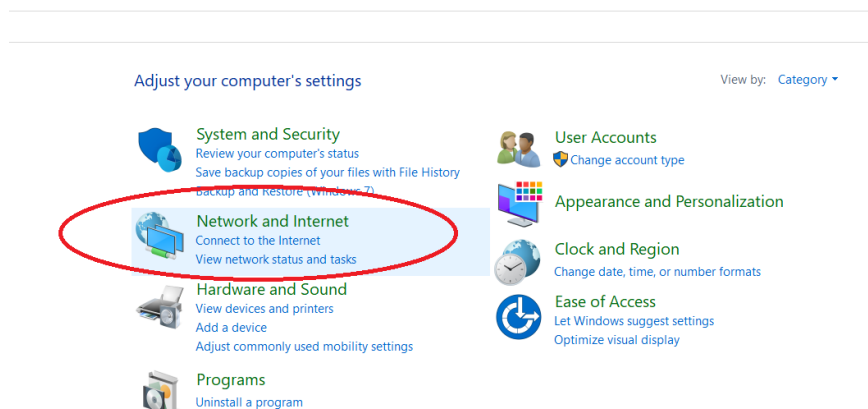 Adjust your computer's settings
View by: Category
System and Security
Review your computer's status
Save backup copies of your files with File History
Backup and Restore (Windows 7)
Network and Internet
Connect to the Internet
View network status and tasks
Hardware and Sound
View devices and printers
Add a device
Adjust commonly used mobility settings
Programs
Uninstall a program
User Accounts
Change account type
Appearance and Personalization
Clock and Region
Change date, time, or number formats
Ease of Access
Let Windows suggest settings
Optimize visual display